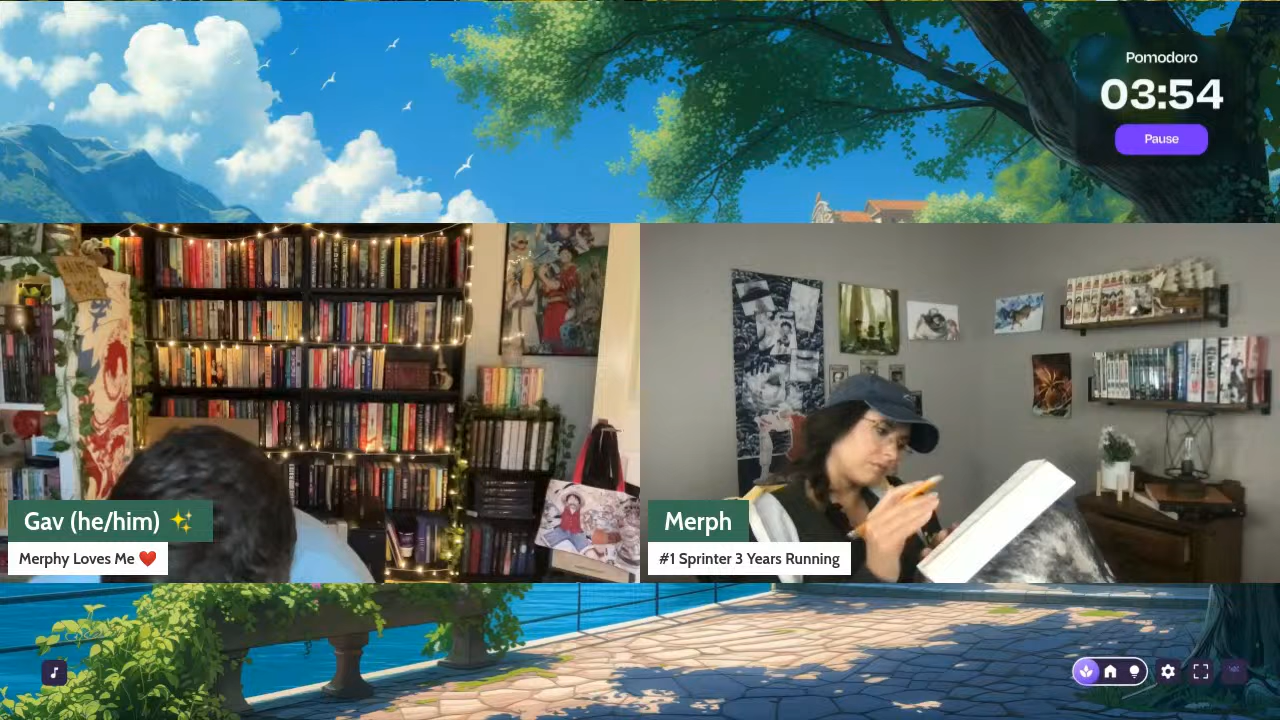 Pomodoro
03:54
Pause
Gav (he/him) ✨
Merphy Loves Me ❤️
Merph
#1 Sprinter 3 Years Running